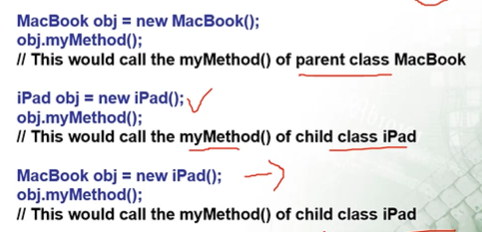 MacBook obj = new MacBook();
obj.myMethod();
// This would call the myMethod() of parent class MacBook
iPad obj = new iPad();
obj.myMethod();
// This would call the myMethod() of child class iPad
MacBook obj = new iPad();
obj.myMethod();
// This would call the myMethod() of child class iPad